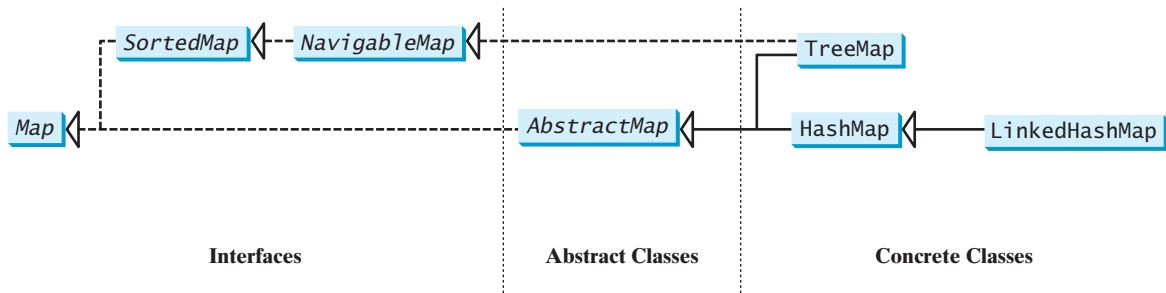 SortedMap
NavigableMap
TreeMap
Map
AbstractMap
HashMap
LinkedHashMap
Interfaces
Abstract Classes
Concrete Classes